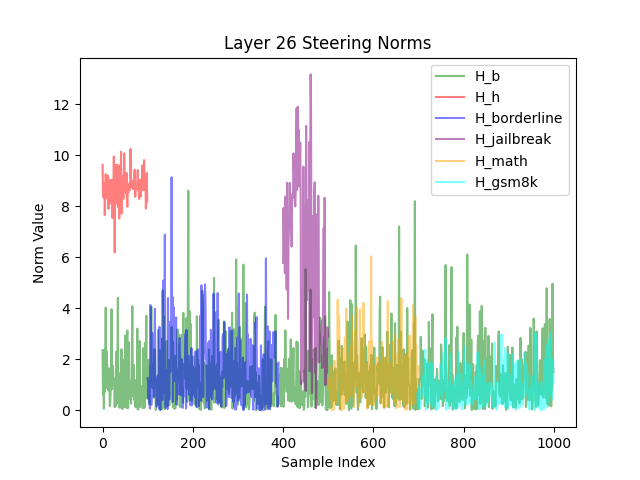 Layer 26 Steering Norms
Norm Value
12
10
8
6
4
2
0
H_b
H_h
H_borderline
H_jailbreak
H_math
H_gsm8k
0 200 400 600 800 1000
Sample Index